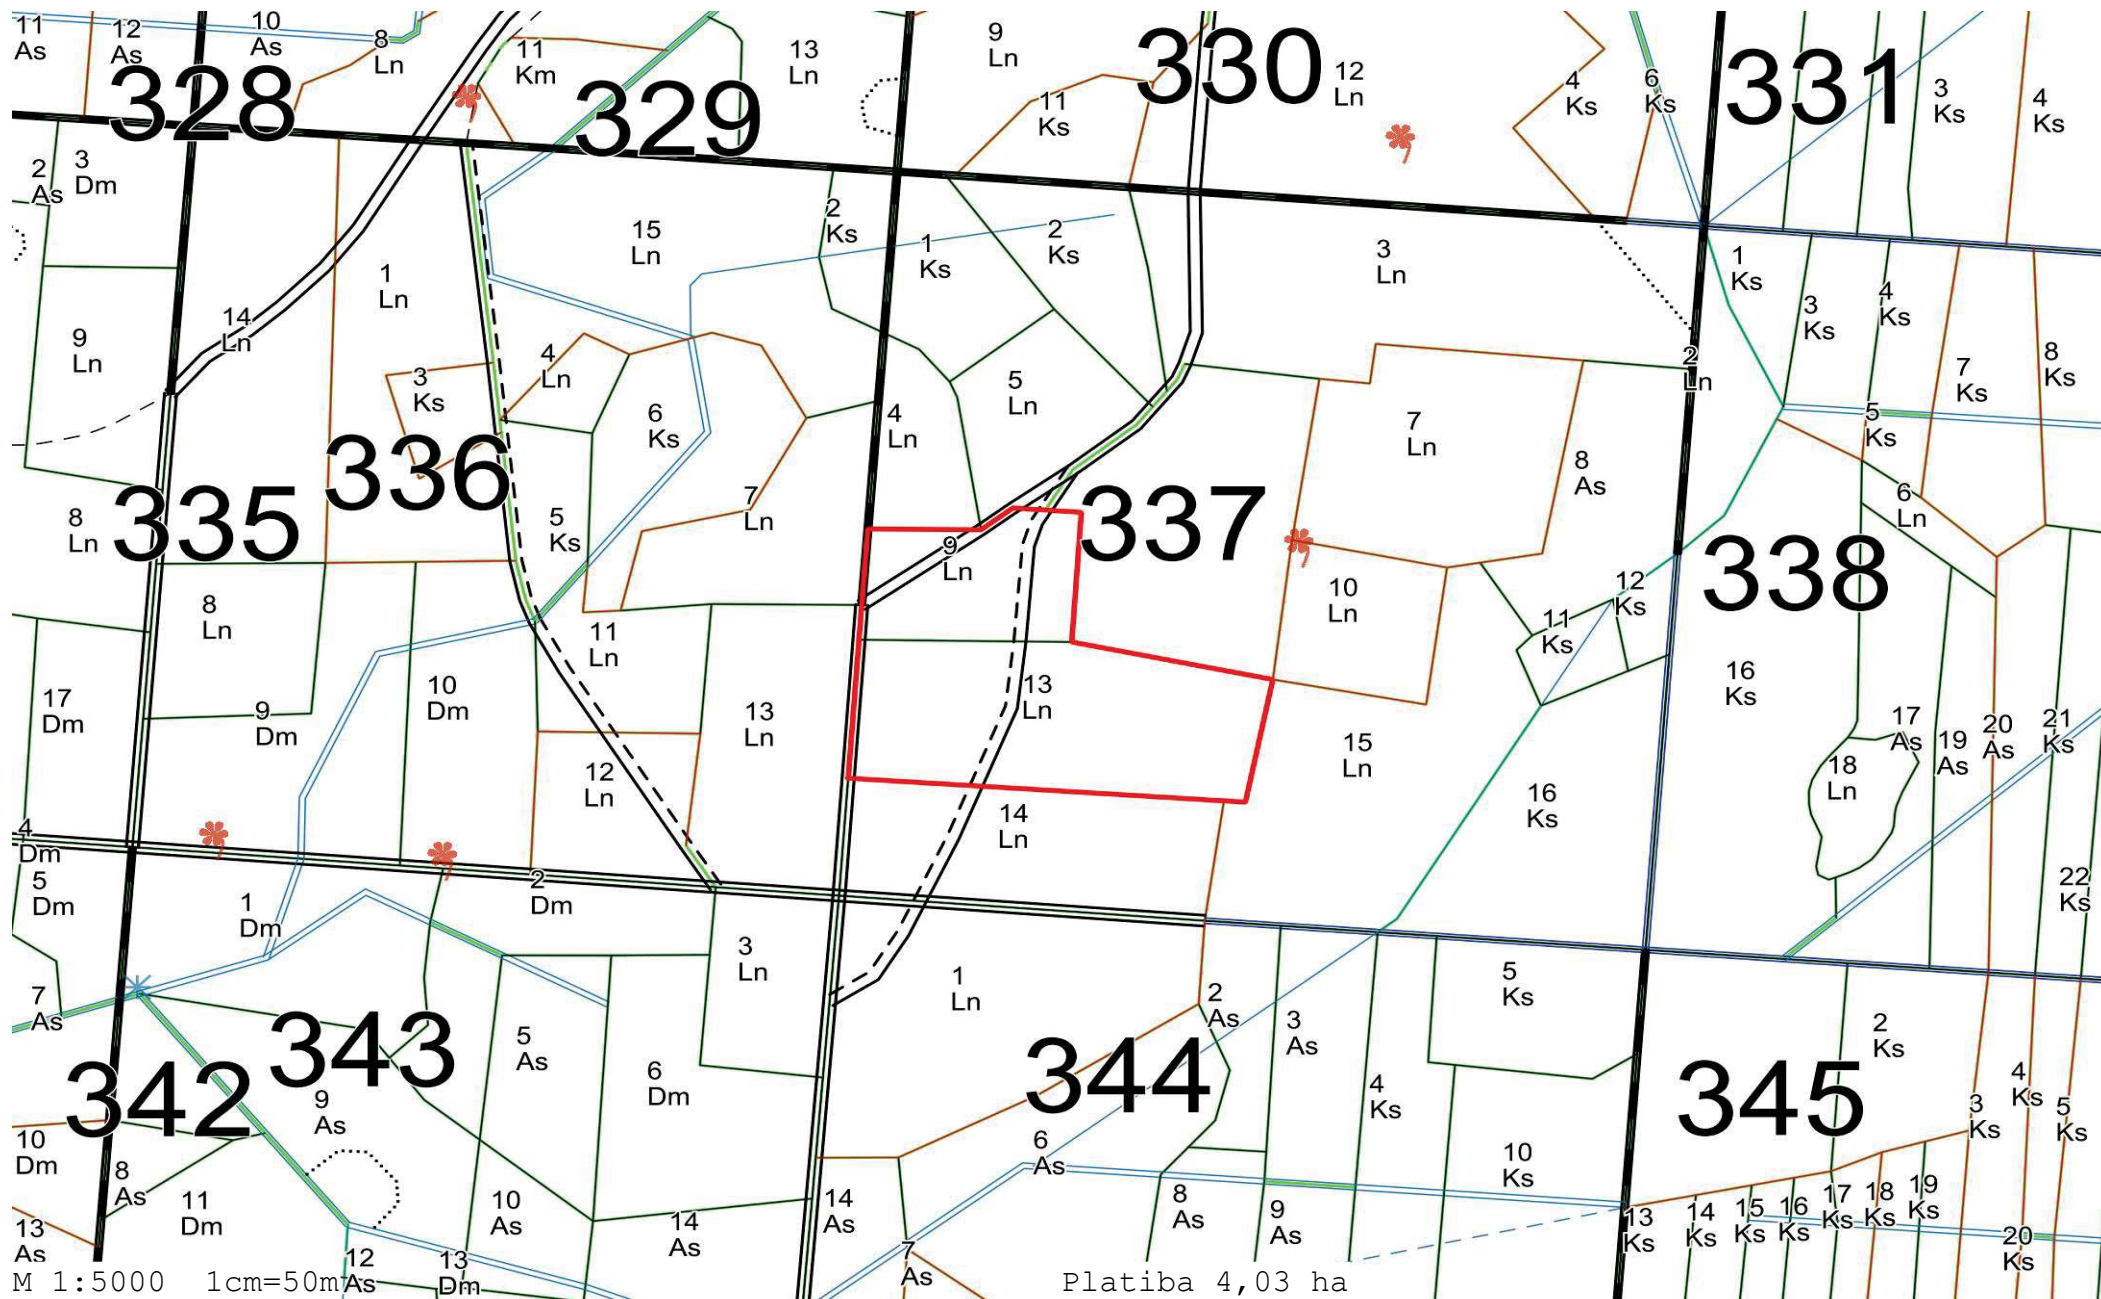 11
As
12
As
10
As
8
Ln
11
Km
13
Ln
9
Ln
11
Ks
12
Ln
4
Ks
6
Ks
3
Ks
4
Ks
328
329
330
331
2
As
3
Dm
9
Ln
8
Ln
14
Ln
1
Ln
15
Ln
2
Ks
1
Ks
2
Ks
3
Ln
1
Ks
3
Ks
4
Ks
7
Ks
8
Ks
2
Ln
3
Ks
4
Ln
6
Ks
4
Ln
5
Ln
7
Ln
8
As
5
Ks
6
Ln
335
336
337
338
5
Ks
7
Ln
9
Ln
10
Ln
12
Ks
11
Ks
8
Ln
11
Ln
17
Dm
9
Dm
10
Dm
13
Ln
13
Ln
15
Ln
16
Ks
16
Ks
12
Ln
14
Ln
18
Ln
17
As
19
As
20
As
21
Ks
22
Ks
4
Dm
5
Dm
1
Dm
2
Dm
3
Ln
1
Ln
5
Ks
7
As
2
As
3
As
2
Ks
5
As
6
Dm
4
Ks
4
Ks
3
Ks
5
Ks
342
343
344
345
9
As
10
Dm
8
As
11
Dm
10
As
14
As
14
As
6
As
8
As
9
As
10
Ks
13
As
12
As
13
Dm
7
As
13
Ks
14
Ks
15
Ks
16
Ks
17
Ks
18
Ks
19
Ks
20
Ks
M 1:5000 1cm=50m
Platiba 4,03 ha